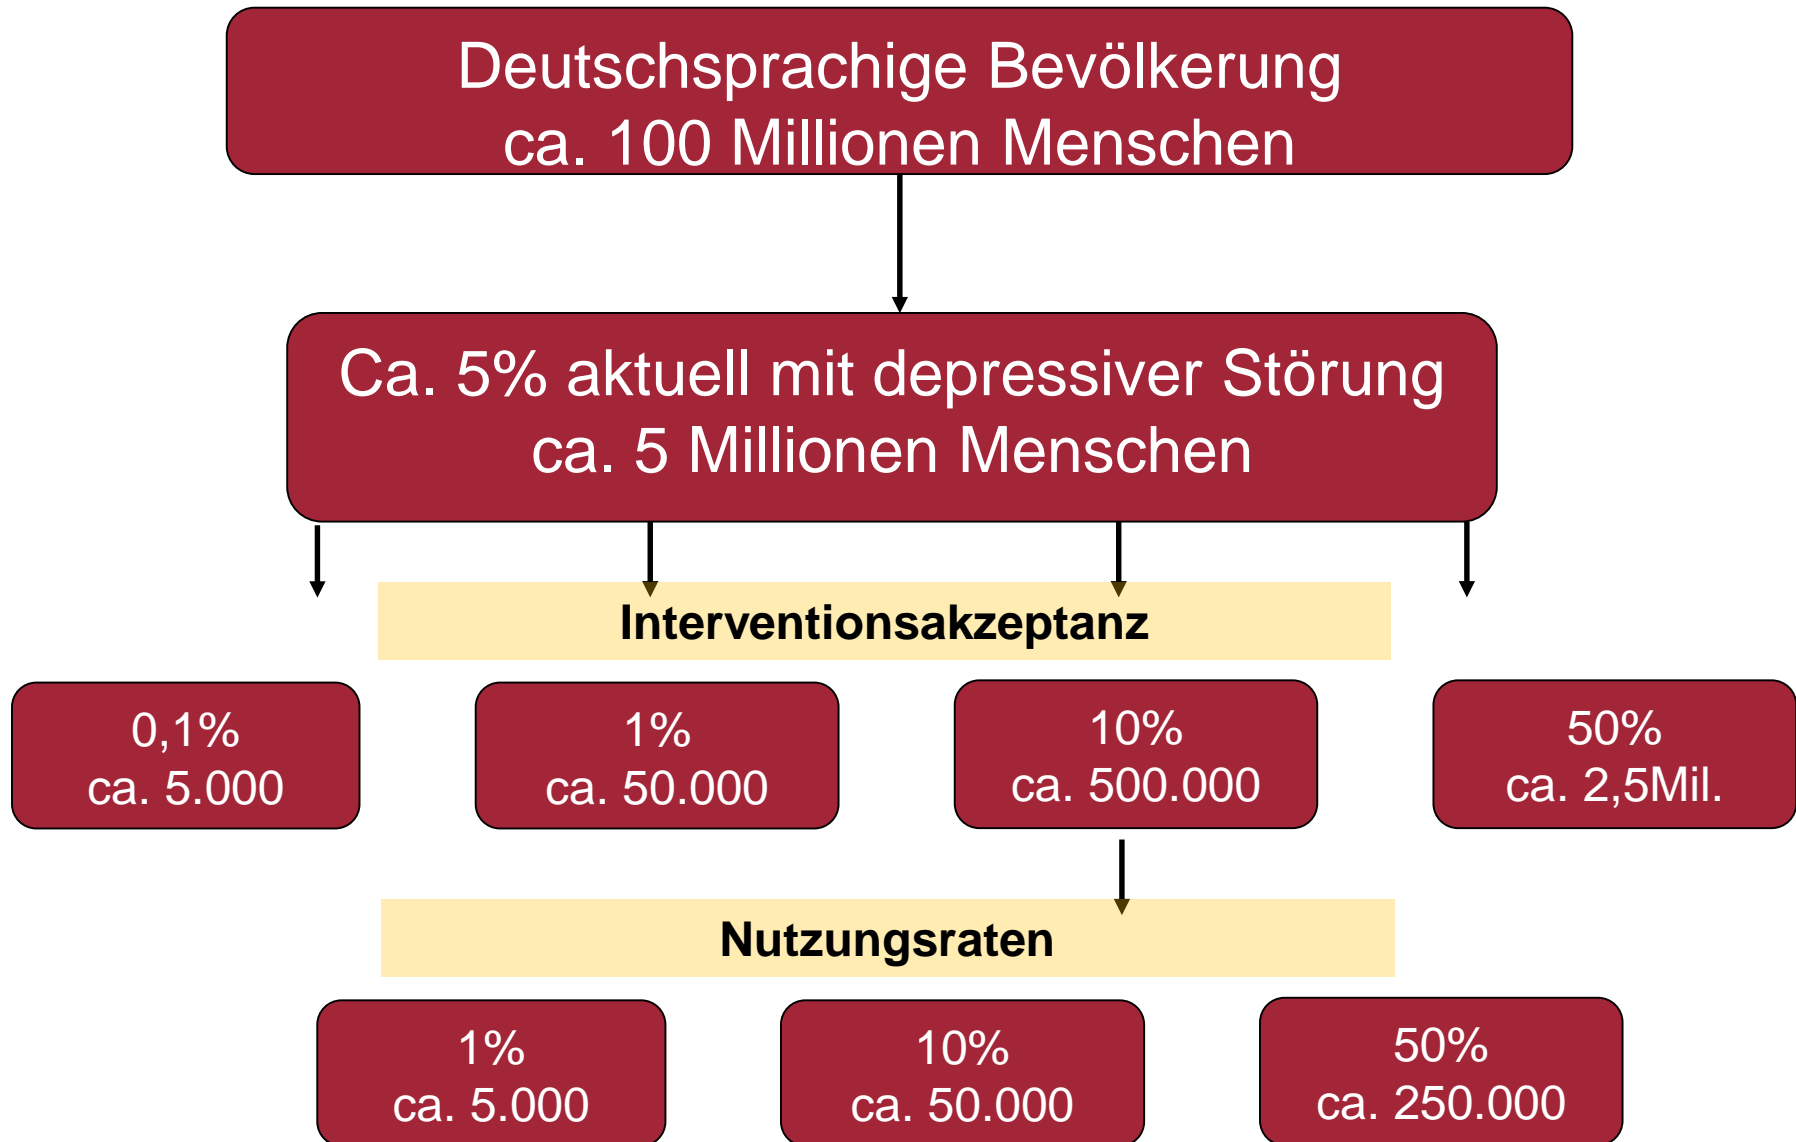 Deutschsprachige Bevölkerung
ca. 100 Millionen Menschen
Ca. 5% aktuell mit depressiver Störung
ca. 5 Millionen Menschen
Interventionsakzeptanz
0,1%
ca. 5.000
1%
ca. 50.000
10%
ca. 500.000
50%
ca. 2,5Mil.
Nutzungsraten
1%
ca. 5.000
10%
ca. 50.000
50%
ca. 250.000